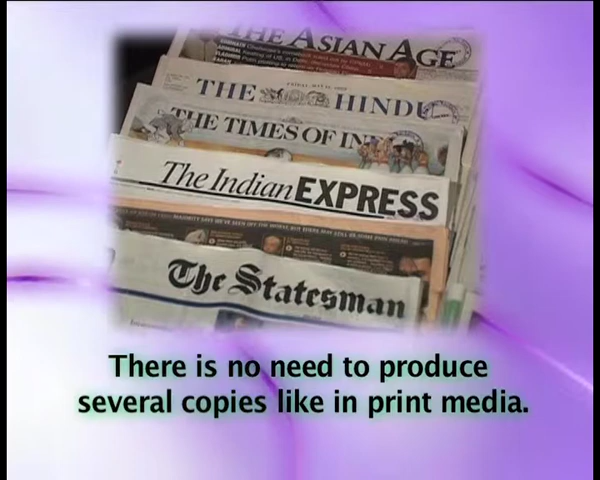 THE ASIAN AGE
THE HINDU
THE TIMES OF IN
The Indian EXPRESS
The Statesman
There is no need to produce
several copies like in print media.